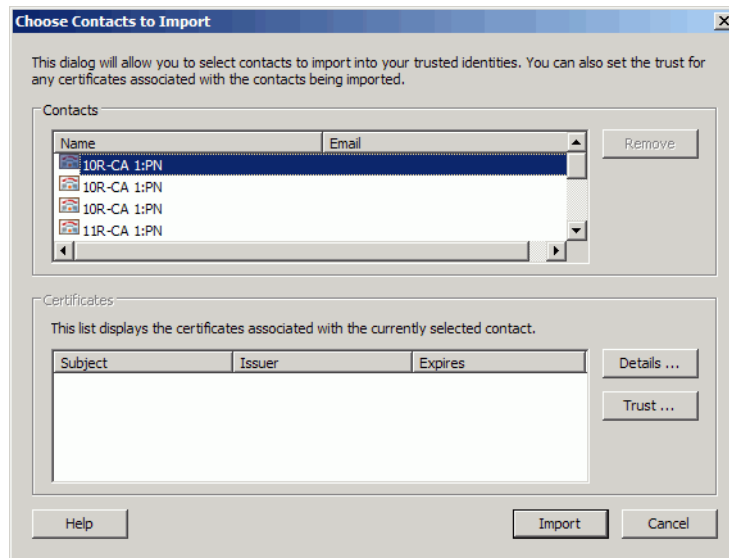 Choose Contacts to Import
This dialog will allow you to select contacts to import into your trusted identities. You can also set the trust for
any certificates associated with the contacts being imported.
Contacts
Name Email
Remove
10R-CA 1:PN
10R-CA 1:PN
10R-CA 1:PN
11R-CA 1:PN
Certificates
This list displays the certificates associated with the currently selected contact.
Subject Issuer Expires
Details ...
Trust ...
Help Import Cancel